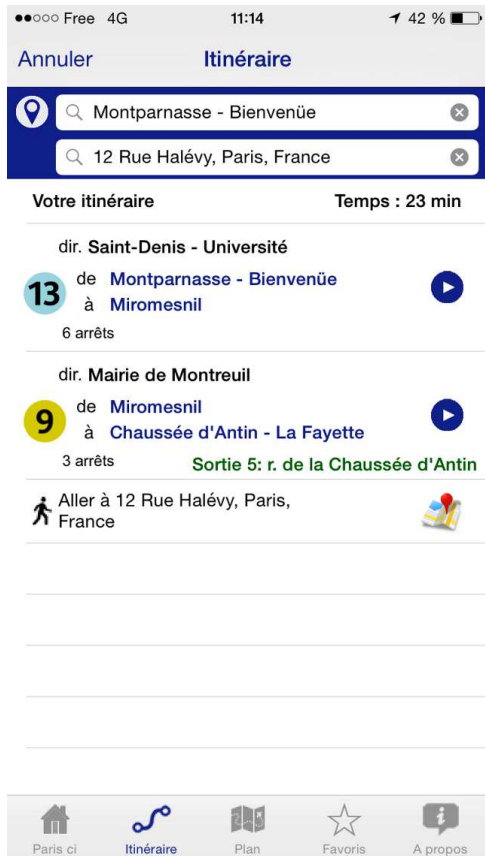 Free 4G 11:14 42 %
Annuler Itinéraire
Montparnasse - Bienvenüe
12 Rue Halévy, Paris, France
Votre itinéraire Temps : 23 min
dir. Saint-Denis - Université
13 de Montparnasse - Bienvenüe
à Miromesnil
6 arrêts
dir. Mairie de Montreuil
9 de Miromesnil
à Chaussée d'Antin - La Fayette
3 arrêts Sortie 5: r. de la Chaussée d'Antin
Aller à 12 Rue Halévy, Paris,
France
Paris ci Itinéraire Plan Favoris A propos